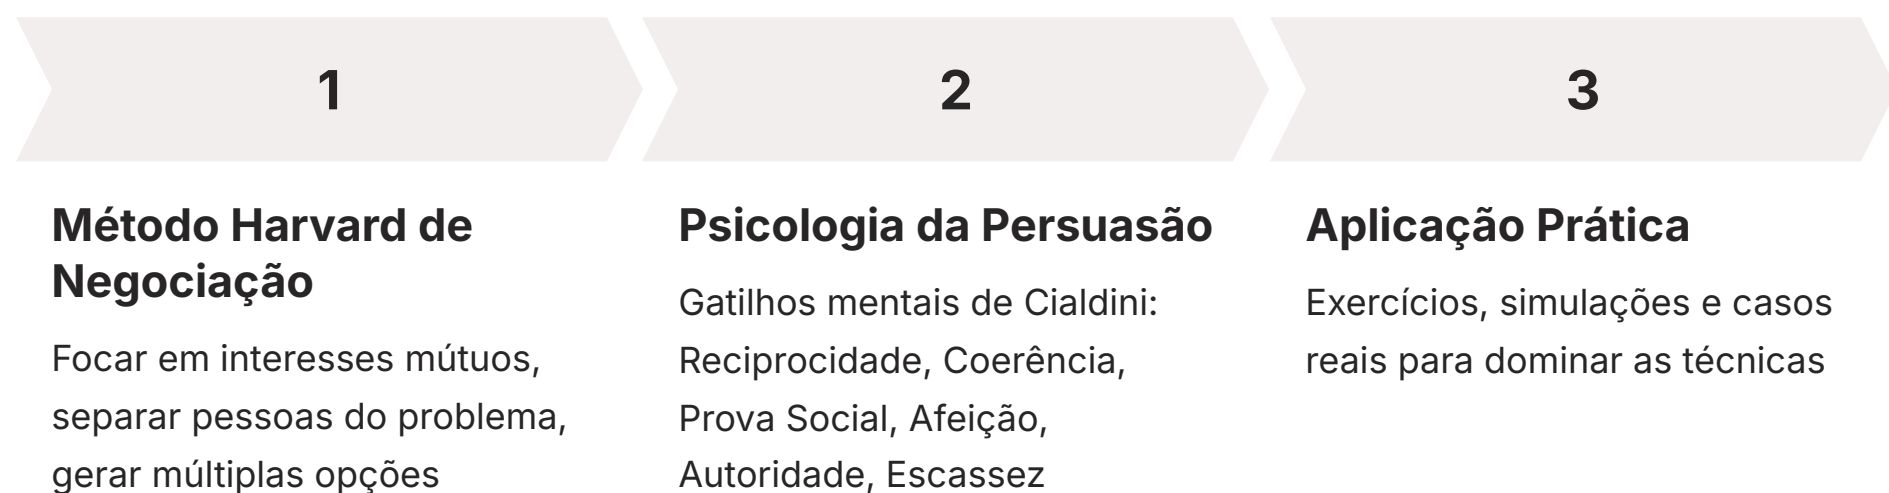 1
Método Harvard de
Negociação
Focar em interesses mútuos,
separar pessoas do problema,
gerar múltiplas opções
2
Psicologia da Persuasão
Gatilhos mentais de Cialdini:
Reciprocidade, Coerência,
Prova Social, Afeição,
Autoridade, Escassez
3
Aplicação Prática
Exercícios, simulações e casos
reais para dominar as técnicas